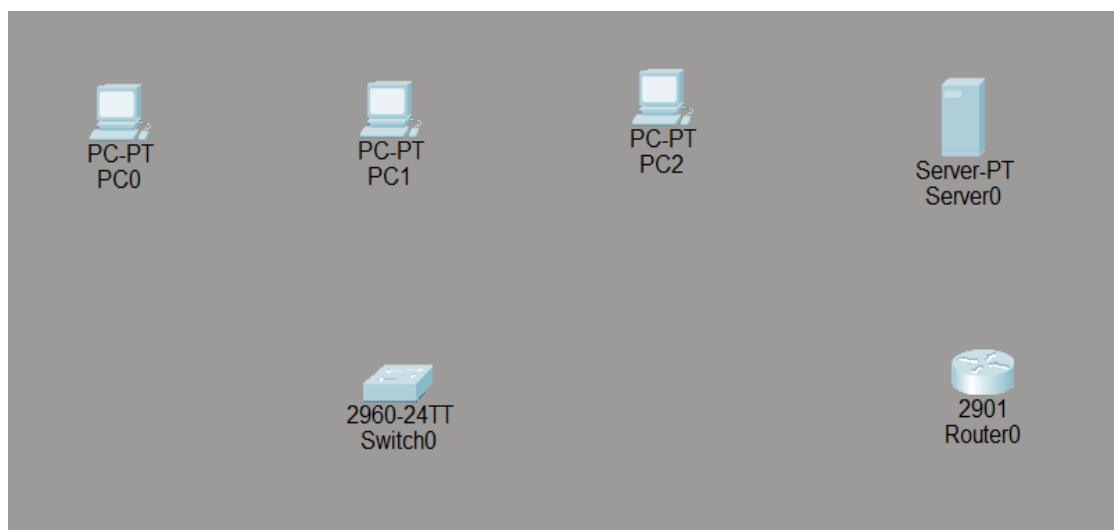 PC-PT
PC0
PC-PT
PC1
PC-PT
PC2
Server-PT
Server0
2960-24TT
Switch0
2901
Router0